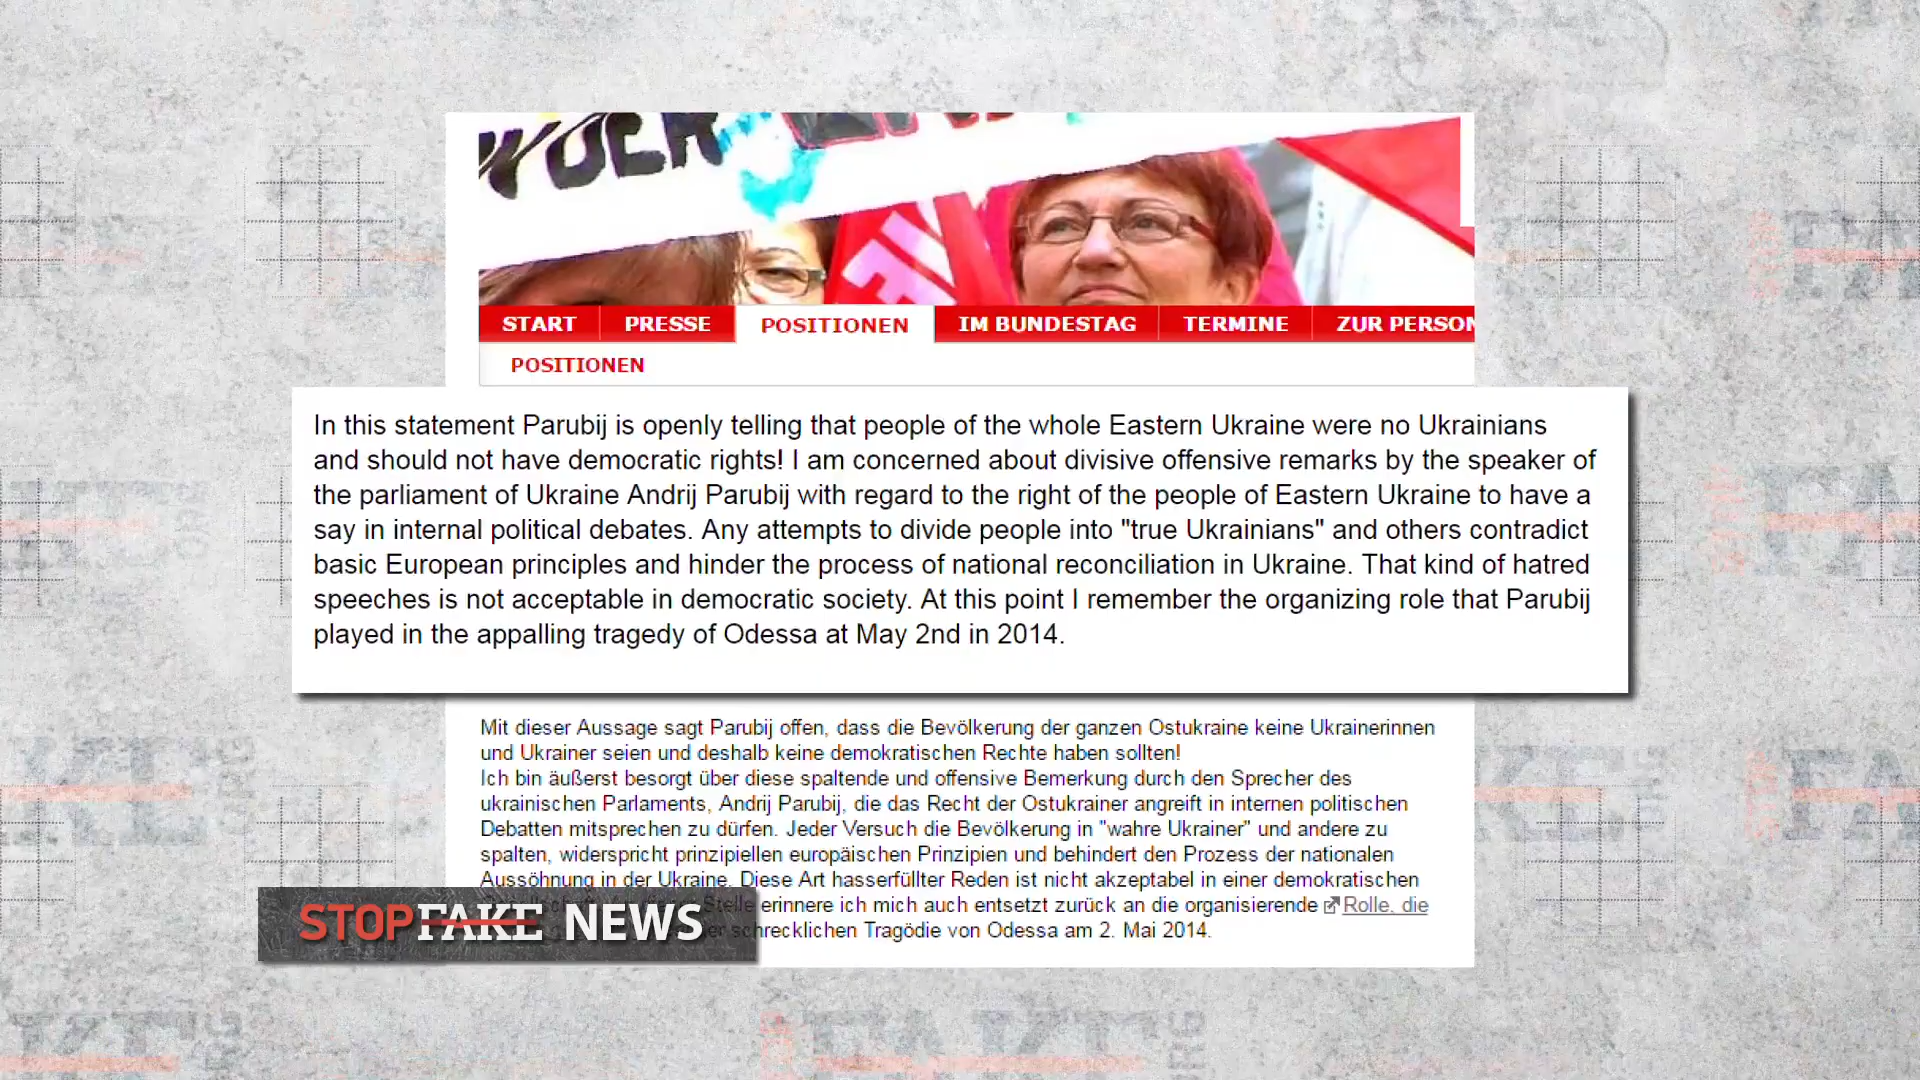 START PRESSE POSITIONEN IM BUNDESTAG TERMINE ZUR PERSON
POSITIONEN
In this statement Parubij is openly telling that people of the whole Eastern Ukraine were no Ukrainians
and should not have democratic rights! I am concerned about divisive offensive remarks by the speaker of
the parliament of Ukraine Andrij Parubij with regard to the right of the people of Eastern Ukraine to have a
say in internal political debates. Any attempts to divide people into "true Ukrainians" and others contradict
basic European principles and hinder the process of national reconciliation in Ukraine. That kind of hatred
speeches is not acceptable in democratic society. At this point I remember the organizing role that Parubij
played in the appalling tragedy of Odessa at May 2nd in 2014.
Mit dieser Aussage sagt Parubij offen, dass die Bevölkerung der ganzen Ostukraine keine Ukrainerinnen
und Ukrainer seien und deshalb keine demokratischen Rechte haben sollten!
Ich bin äußerst besorgt über diese spaltende und offensive Bemerkung durch den Sprecher des
ukrainischen Parlaments, Andrij Parubij, die das Recht der Ostukrainer angreift in internen politischen
Debatten mitsprechen zu dürfen. Jeder Versuch die Bevölkerung in "wahre Ukrainer" und andere zu
spalten, widerspricht prinzipiellen europäischen Prinzipien und behindert den Prozess der nationalen
Aussöhnung in der Ukraine. Diese Art hasserfüllter Reden ist nicht akzeptabel in einer demokratischen
Stelle erinnere ich mich auch entsetzt zurück an die organisierende Rolle, die
schrecklichen Tragödie von Odessa am 2. Mai 2014.
STOPFAKE NEWS